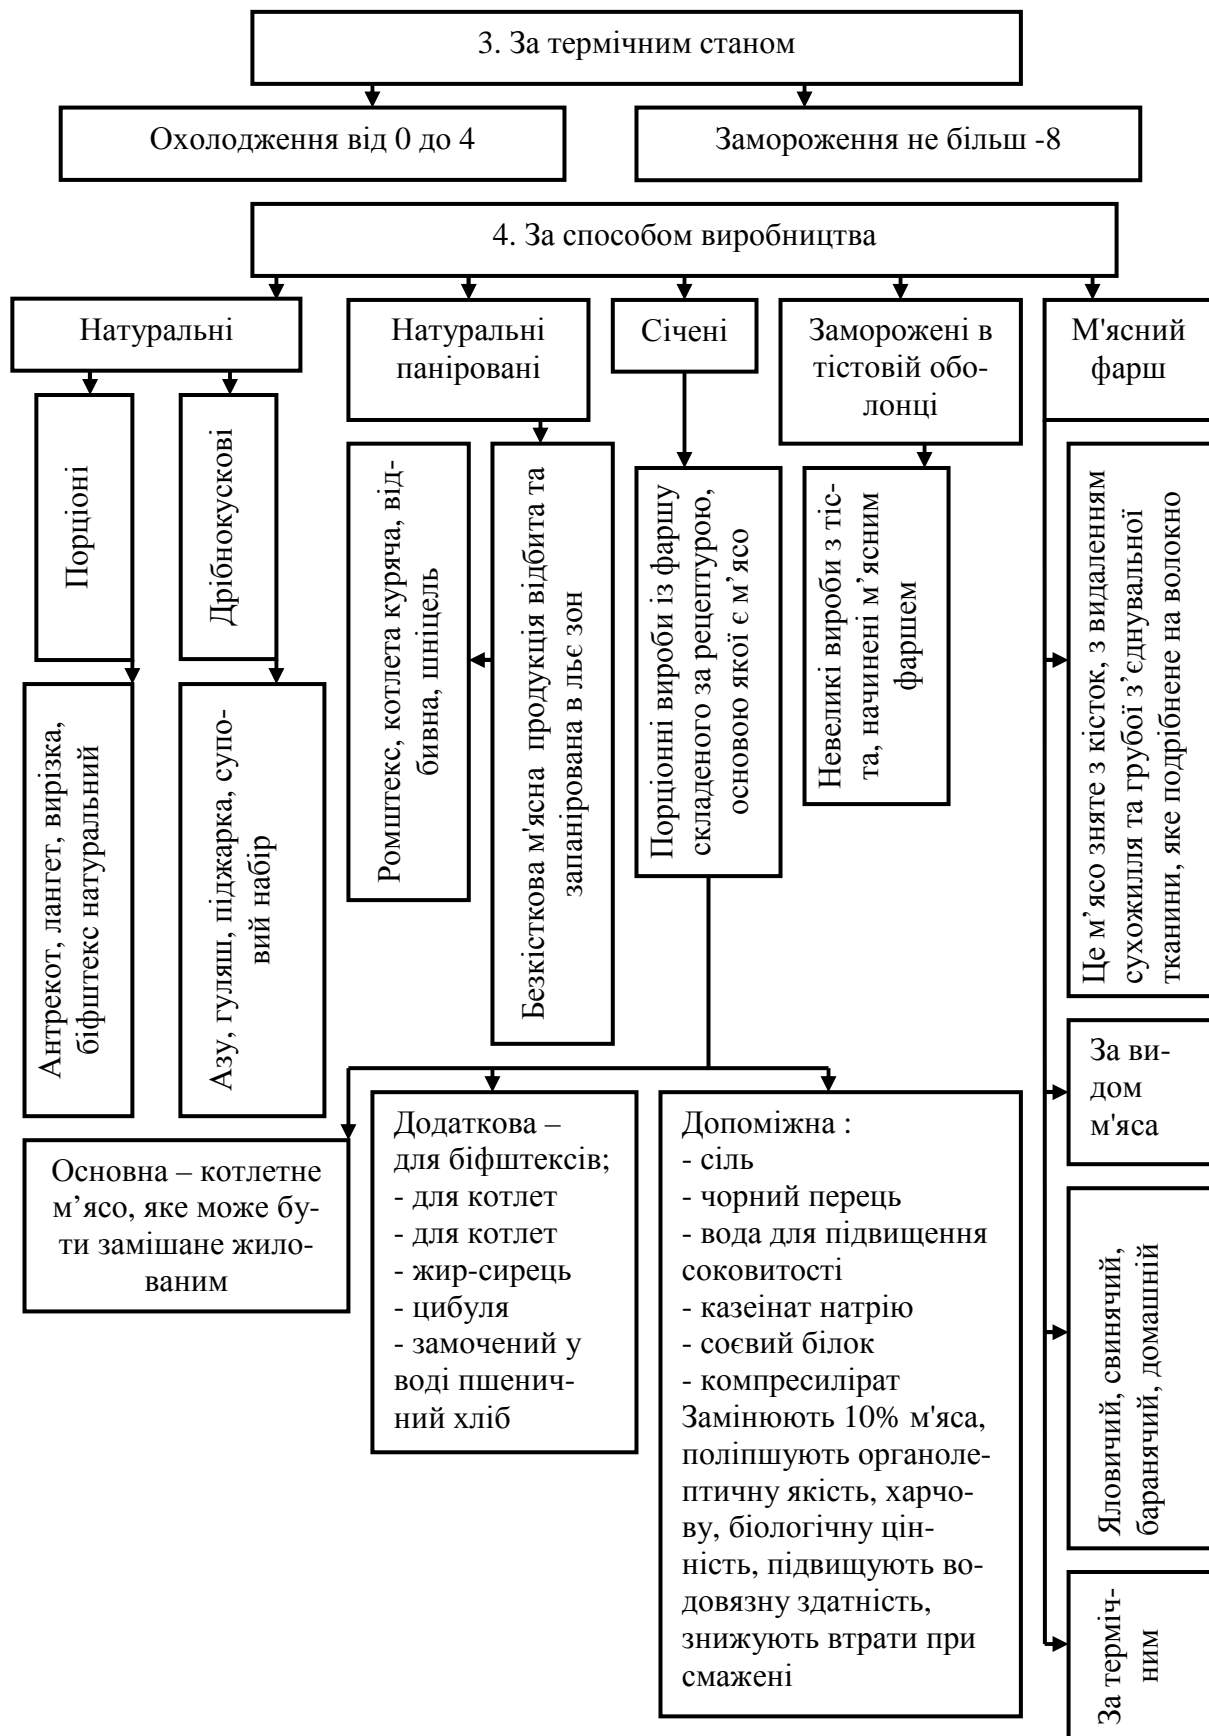 3. За термічним станом
Охолодження від 0 до 4
Замороження не більш -8
4. За способом виробництва
Натуральні
Натуральні
паніровані
Січені
Заморожені в
тістовій обо-
лонці
М'ясний
фарш
Порціоні
Дрібнокускові
Ромштекс, котлета куряча, від-
бивна, шніцель
Безкісткова м'ясна продукція відбита та
запанірована в льє зон
Порціонні вироби із фаршу
складеного за рецептурою,
основою якої є м’ясо
Невеликі вироби з тіс-
та, начинені м’ясним
фаршем
Це м’ясо зняте з кісток, з видаленням
сухожилля та грубої з’єднувальної
тканини, яке подрібнене на волокно
Антрекот, лангет, вирізка,
біфштекс натуральний
Азу, гуляш, піджарка, супо-
вий набір
За ви-
дом
м'яса
Основна – котлетне
м’ясо, яке може бу-
ти замішане жило-
ваним
Додаткова –
для біфштексів;
- для котлет
- для котлет
- жир-сирець
- цибуля
- замочений у
воді пшенич-
ний хліб
Допоміжна :
- сіль
- чорний перець
- вода для підвищення
соковитості
- казеінат натрію
- соєвий білок
- компресилірат
Замінюють 10% м'яса,
поліпшують органоле-
птичну якість, харчо-
ву, біологічну цін-
ність, підвищують во-
довязну здатність,
знижують втрати при
смажені
Яловичий, свинячий,
баранячий, домашній
За терміч-
ним